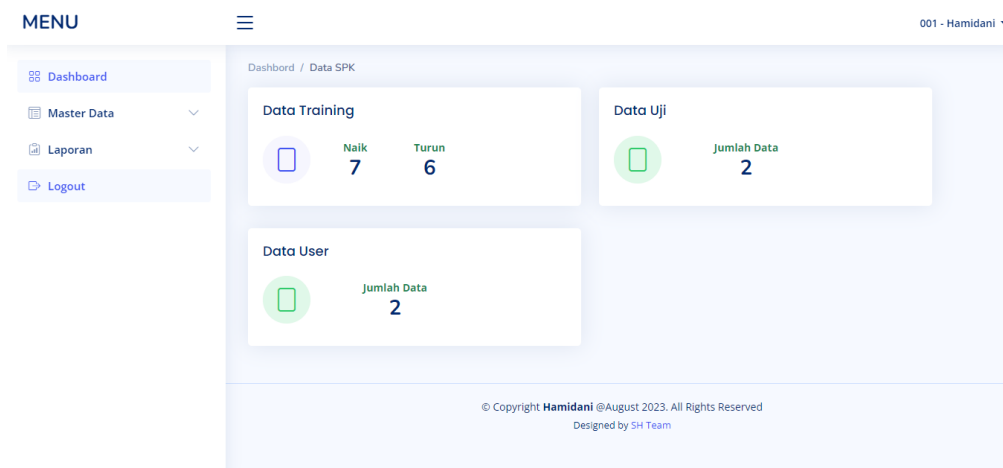 MENU
001 - Hamidani
Dashboard
Master Data
Laporan
Logout
Dashbord / Data SPK
Data Training
Naik
7
Turun
6
Data Uji
Jumlah Data
2
Data User
Jumlah Data
2
© Copyright Hamidani @August 2023. All Rights Reserved
Designed by SH Team